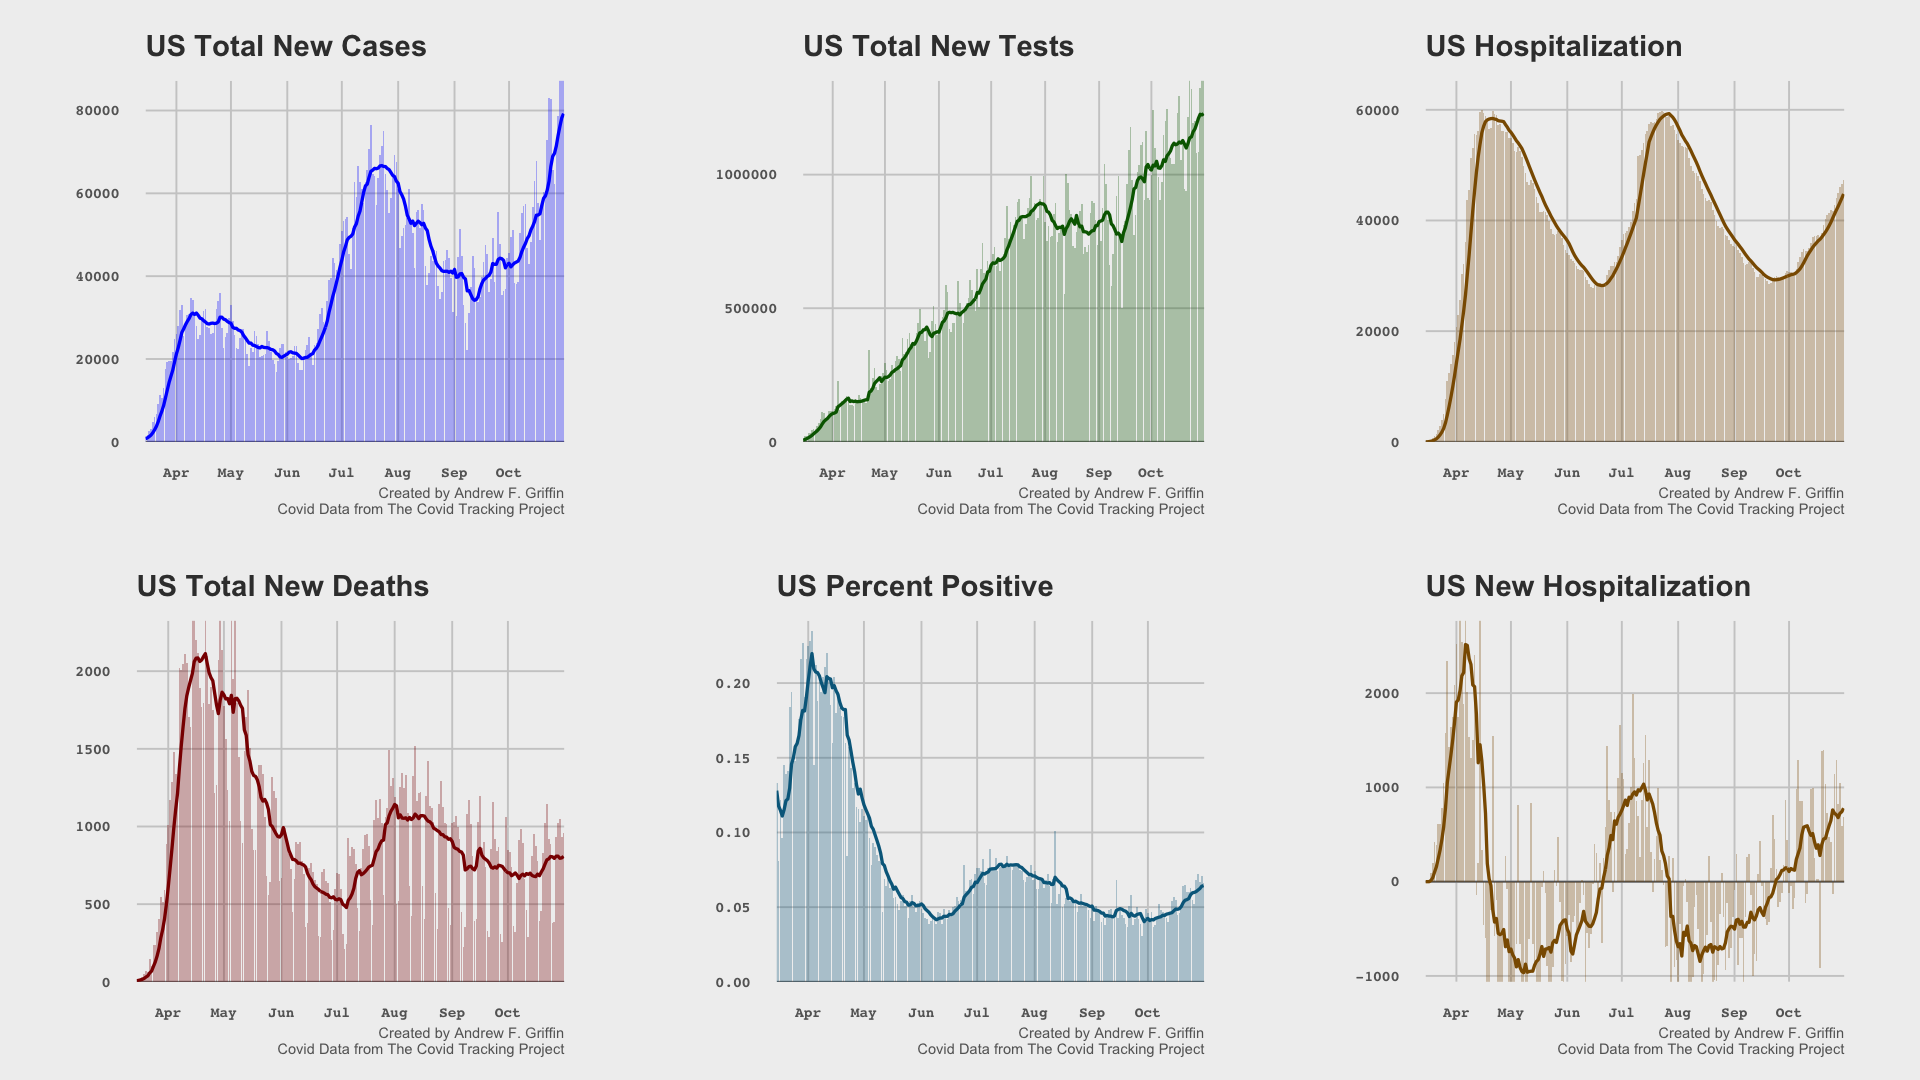 US Total New Cases
80000
60000
40000
20000
0
Apr May Jun Jul Aug Sep Oct
Created by Andrew F. Griffin
Covid Data from The Covid Tracking Project
US Total New Tests
1000000
500000
0
Apr May Jun Jul Aug Sep Oct
Created by Andrew F. Griffin
Covid Data from The Covid Tracking Project
US Hospitalization
60000
40000
20000
0
Apr May Jun Jul Aug Sep Oct
Created by Andrew F. Griffin
Covid Data from The Covid Tracking Project
US Total New Deaths
2000
1500
1000
500
0
Apr May Jun Jul Aug Sep Oct
Created by Andrew F. Griffin
Covid Data from The Covid Tracking Project
US Percent Positive
0.20
0.15
0.10
0.05
0.00
Apr May Jun Jul Aug Sep Oct
Created by Andrew F. Griffin
Covid Data from The Covid Tracking Project
US New Hospitalization
2000
1000
0
-1000
Apr May Jun Jul Aug Sep Oct
Created by Andrew F. Griffin
Covid Data from The Covid Tracking Project